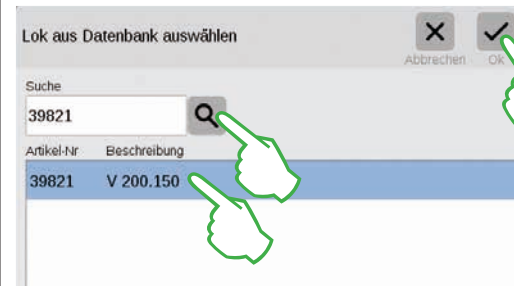 Lok aus Datenbank auswählen
Abbrechen Ok
Suche
39821
Artikel-Nr Beschreibung
39821 V 200.150